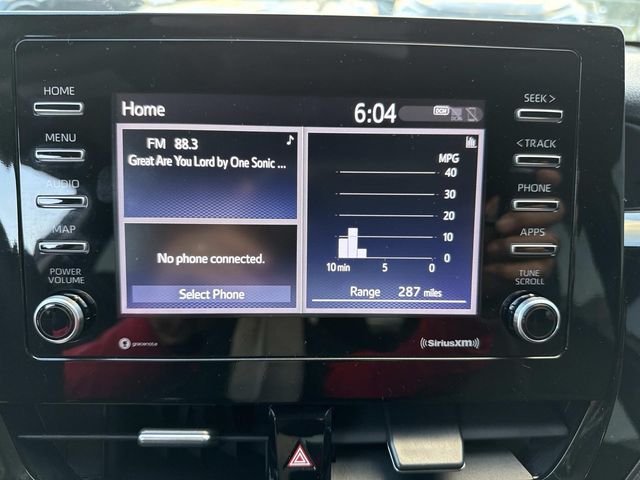 HOME
MENU
AUDIO
MAP
POWER
VOLUME
Home
6:04
DCM
FM 88.3
Great Are You Lord by One Sonic ...
No phone connected.
Select Phone
MPG
40
30
20
10
0
10 min 5 0
Range 287 miles
SEEK >
< TRACK
PHONE
APPS
TUNE
SCROLL
gracenote
((SiriusXM))